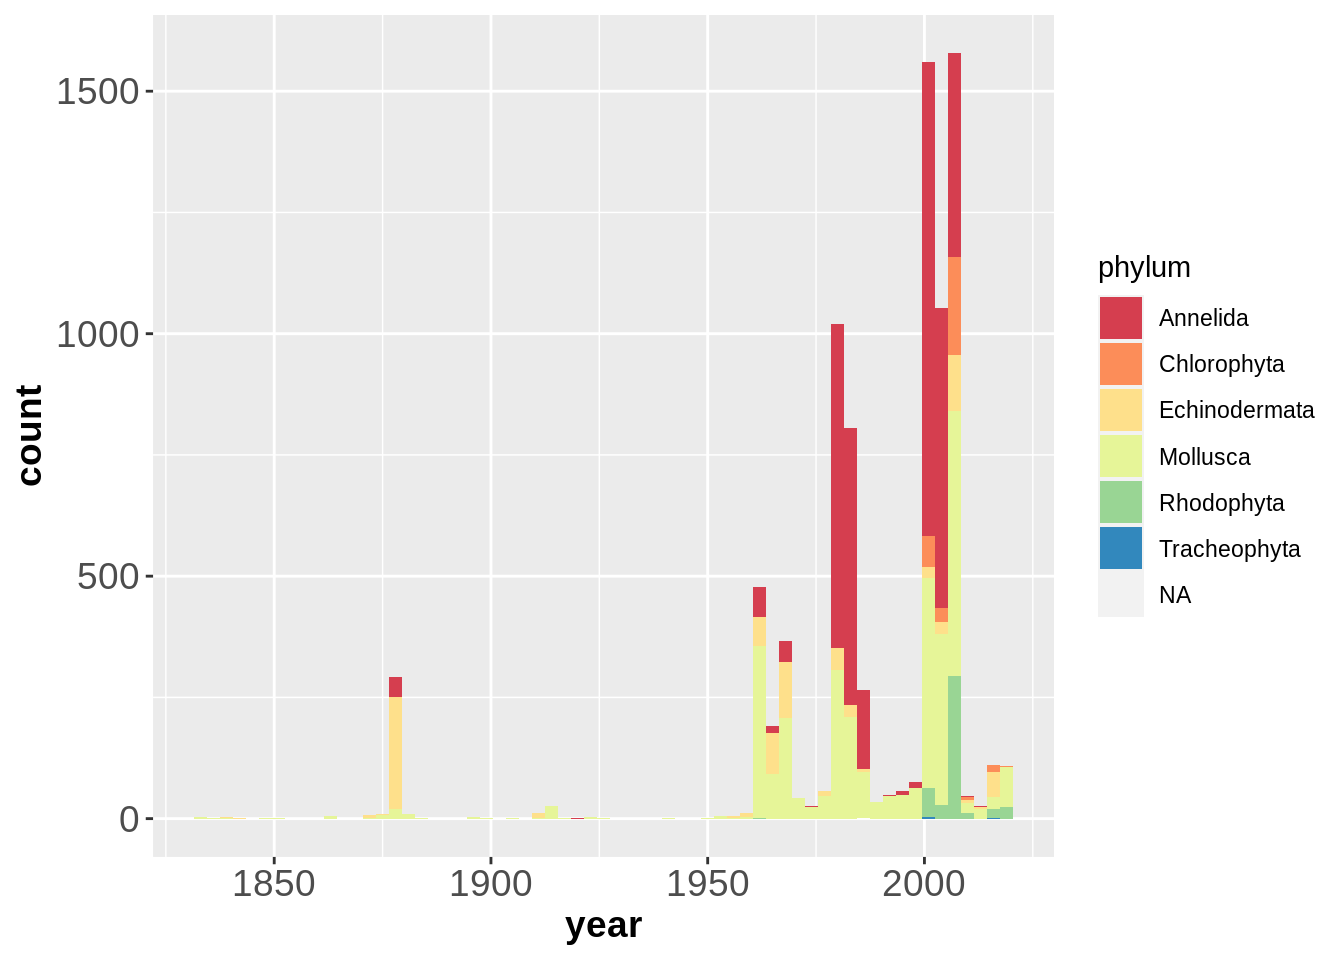 1500
1000
500
0
count
1850 1900 1950 2000
year
phylum
Annelida
Chlorophyta
Echinodermata
Mollusca
Rhodophyta
Tracheophyta
NA